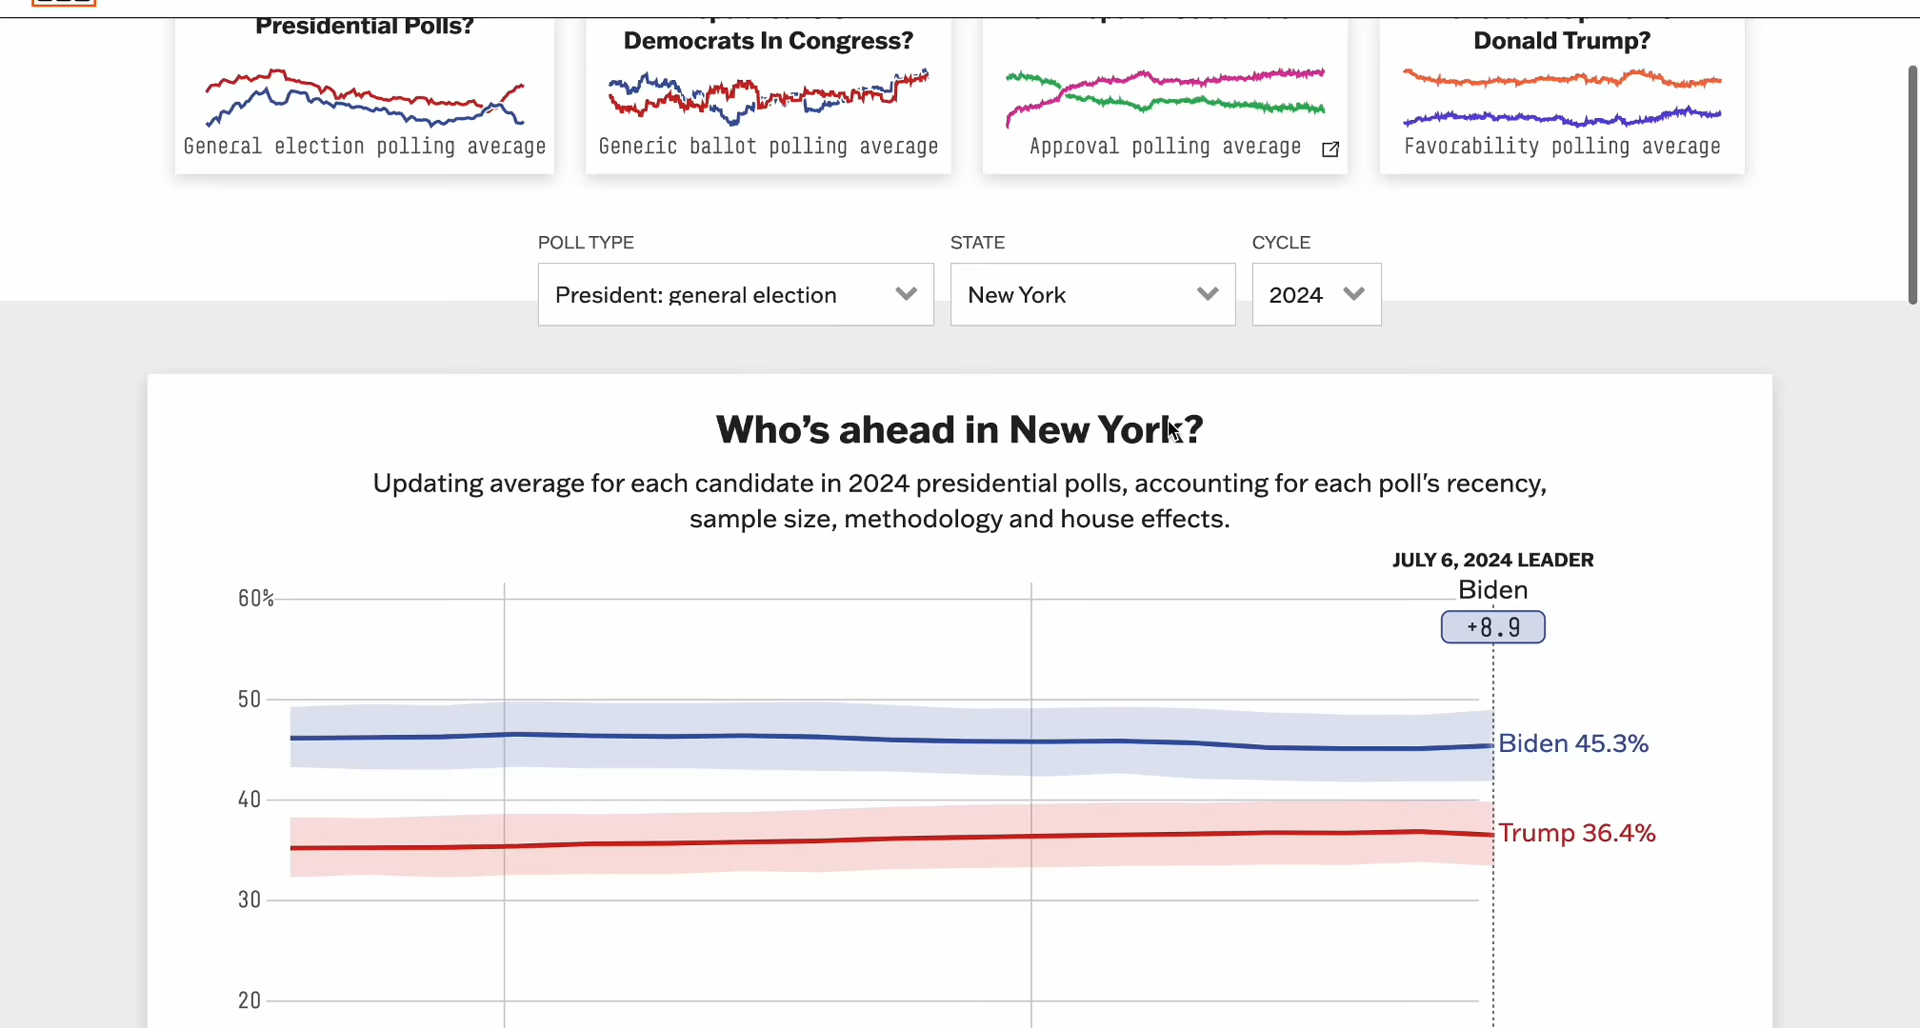 Presidential Polls?
Democrats In Congress?
Donald Trump?
General election polling average
Generic ballot polling average
Approval polling average
Favorability polling average
POLL TYPE
STATE
CYCLE
President: general election
New York
2024
Who's ahead in New York?
Updating average for each candidate in 2024 presidential polls, accounting for each poll's recency,
sample size, methodology and house effects.
JULY 6, 2024 LEADER
Biden
+8.9
60%
50
40
30
20
Biden 45.3%
Trump 36.4%